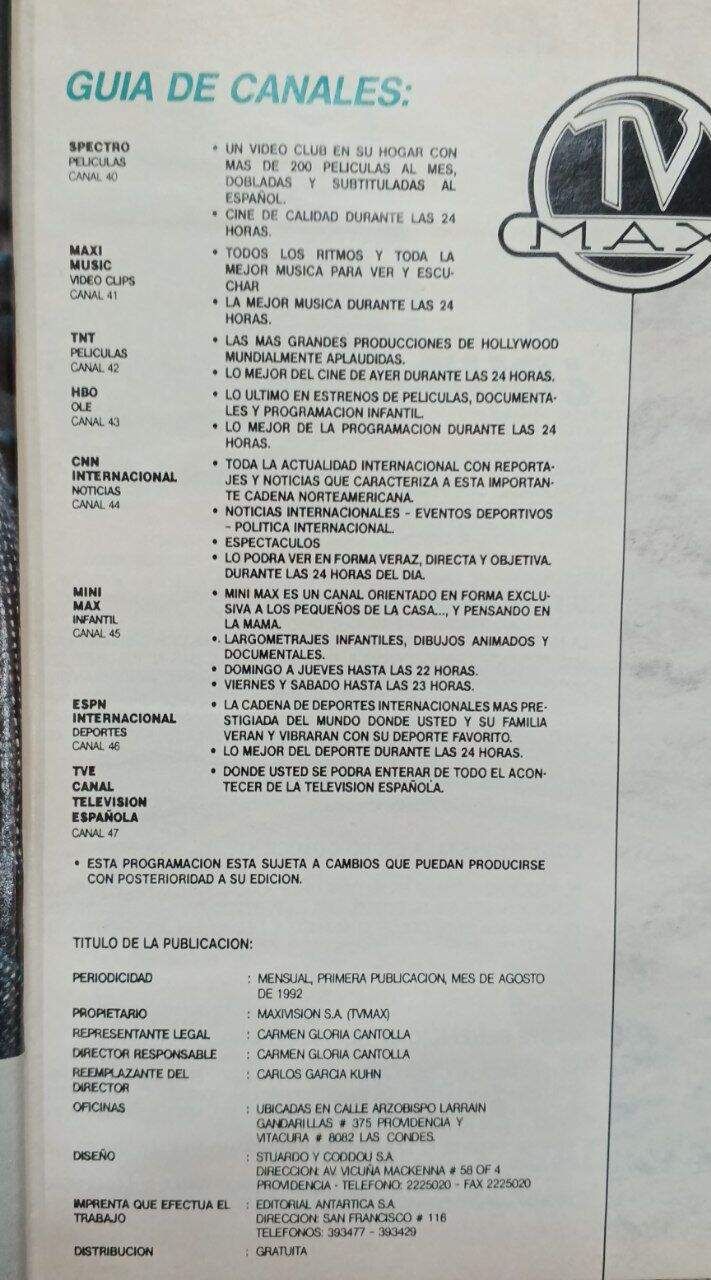 GUIA DE CANALES:
TV
MAX
SPECTRO
PELICULAS
CANAL 40
• UN VIDEO CLUB EN SU HOGAR CON
MAS DE 200 PELICULAS AL MES,
DOBLADAS Y SUBTITULADAS AL
ESPAÑOL.
• CINE DE CALIDAD DURANTE LAS 24
HORAS.
MAXI
MUSIC
VIDEO CLIPS
CANAL 41
• TODOS LOS RITMOS Y TODA LA
MEJOR MUSICA PARA VER Y ESCU-
CHAR
• LA MEJOR MUSICA DURANTE LAS 24
HORAS.
TNT
PELICULAS
CANAL 42
• LAS MAS GRANDES PRODUCCIONES DE HOLLYWOOD
MUNDIALMENTE APLAUDIDAS.
• LO MEJOR DEL CINE DE AYER DURANTE LAS 24 HORAS.
HBO
OLE
CANAL 43
• LO ULTIMO EN ESTRENOS DE PELICULAS, DOCUMENTA-
LES Y PROGRAMACION INFANTIL.
• LO MEJOR DE LA PROGRAMACION DURANTE LAS 24
HORAS.
CNN
INTERNACIONAL
NOTICIAS
CANAL 44
• TODA LA ACTUALIDAD INTERNACIONAL CON REPORTA-
JES Y NOTICIAS QUE CARACTERIZA A ESTA IMPORTAN-
TE CADENA NORTEAMERICANA.
• NOTICIAS INTERNACIONALES - EVENTOS DEPORTIVOS
- POLITICA INTERNACIONAL.
• ESPECTACULOS
• LO PODRA VER EN FORMA VERAZ, DIRECTA Y OBJETIVA.
DURANTE LAS 24 HORAS DEL DIA.
MINI
MAX
INFANTIL
CANAL 45
• MINI MAX ES UN CANAL ORIENTADO EN FORMA EXCLU-
SIVA A LOS PEQUEÑOS DE LA CASA..., Y PENSANDO EN
LA MAMA.
•. LARGOMETRAJES INFANTILES, DIBUJOS ANIMADOS Y
DOCUMENTALES.
• DOMINGO A JUEVES HASTA LAS 22 HORAS.
• VIERNES Y SABADO HASTA LAS 23 HORAS.
ESPN
INTERNACIONAL
DEPORTES
CANAL 46
• LA CADENA DE DEPORTES INTERNACIONALES MAS PRE-
STIGIADA DEL MUNDO DONDE USTED Y SU FAMILIA
VERAN Y VIBRARAN CON SU DEPORTE FAVORITO.
• LO MEJOR DEL DEPORTE DURANTE LAS 24 HORAS.
TVE
CANAL
TELEVISION
ESPAÑOLA
CANAL 47
• DONDE USTED SE PODRA ENTERAR DE TODO EL ACON-
TECER DE LA TELEVISION ESPAÑOLA.
• ESTA PROGRAMACION ESTA SUJETA A CAMBIOS QUE PUEDAN PRODUCIRSE
CON POSTERIORIDAD A SU EDICION.
TITULO DE LA PUBLICACION:
PERIODICIDAD : MENSUAL, PRIMERA PUBLICACION, MES DE AGOSTO
DE 1992
PROPIETARIO : MAXIVISION S.A. (TVMAX)
REPRESENTANTE LEGAL : CARMEN GLORIA CANTOLLA
DIRECTOR RESPONSABLE : CARMEN GLORIA CANTOLLA
REEMPLAZANTE DEL : CARLOS GARCIA KUHN
DIRECTOR
OFICINAS : UBICADAS EN CALLE ARZOBISPO LARRAIN
GANDARILLAS # 375 PROVIDENCIA Y
VITACURA # 8082 LAS CONDES.
DISEÑO : STUARDO Y CODDOU S.A
DIRECCION: AV. VICUÑA MACKENNA # 58 OF 4
PROVIDENCIA - TELEFONO: 2225020 - FAX 2225020
IMPRENTA QUE EFECTUA EL : EDITORIAL ANTARTICA S.A
TRABAJO DIRECCION: SAN FRANCISCO # 116
TELEFONOS: 393477 - 393429
DISTRIBUCION : GRATUITA